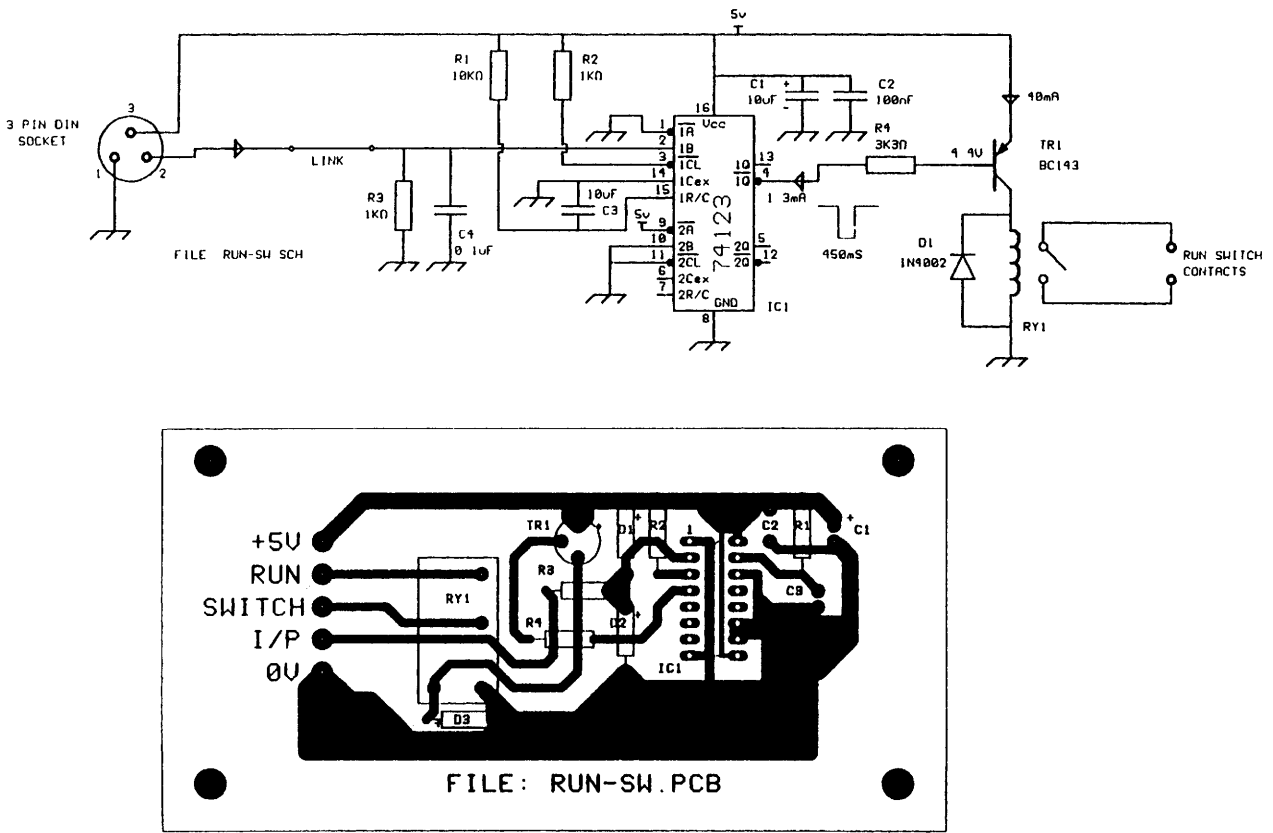 5v
R1
10KΩ
R2
1KΩ
C1
+
10uF
-
C2
100nF
40mA
3 PIN DIN
SOCKET
3
1
2
LINK
R3
1KΩ
C4
0 1uF
10uF
C3
5v
FILE RUN-SW SCH
16
Vcc
1 1A
2 1B
3 1CL
14 1Cex
15 1R/C
9 2A
10 2B
11 2CL
6 2Cex
7 2R/C
1Q 13
1Q 4
2Q 5
2Q 12
74123
GND
8
IC1
R4
3K3Ω
1 3mA
450mS
4 4V
TR1
BC143
D1
1N4002
RY1
RUN SWITCH
CONTACTS
+5V
RUN
SWITCH
I/P
0V
TR1
+
D1
+
R2
1
C2
R1
+
C1
R3
RY1
C3
R4
D2
+
IC1
+
D3
FILE: RUN-SW.PCB